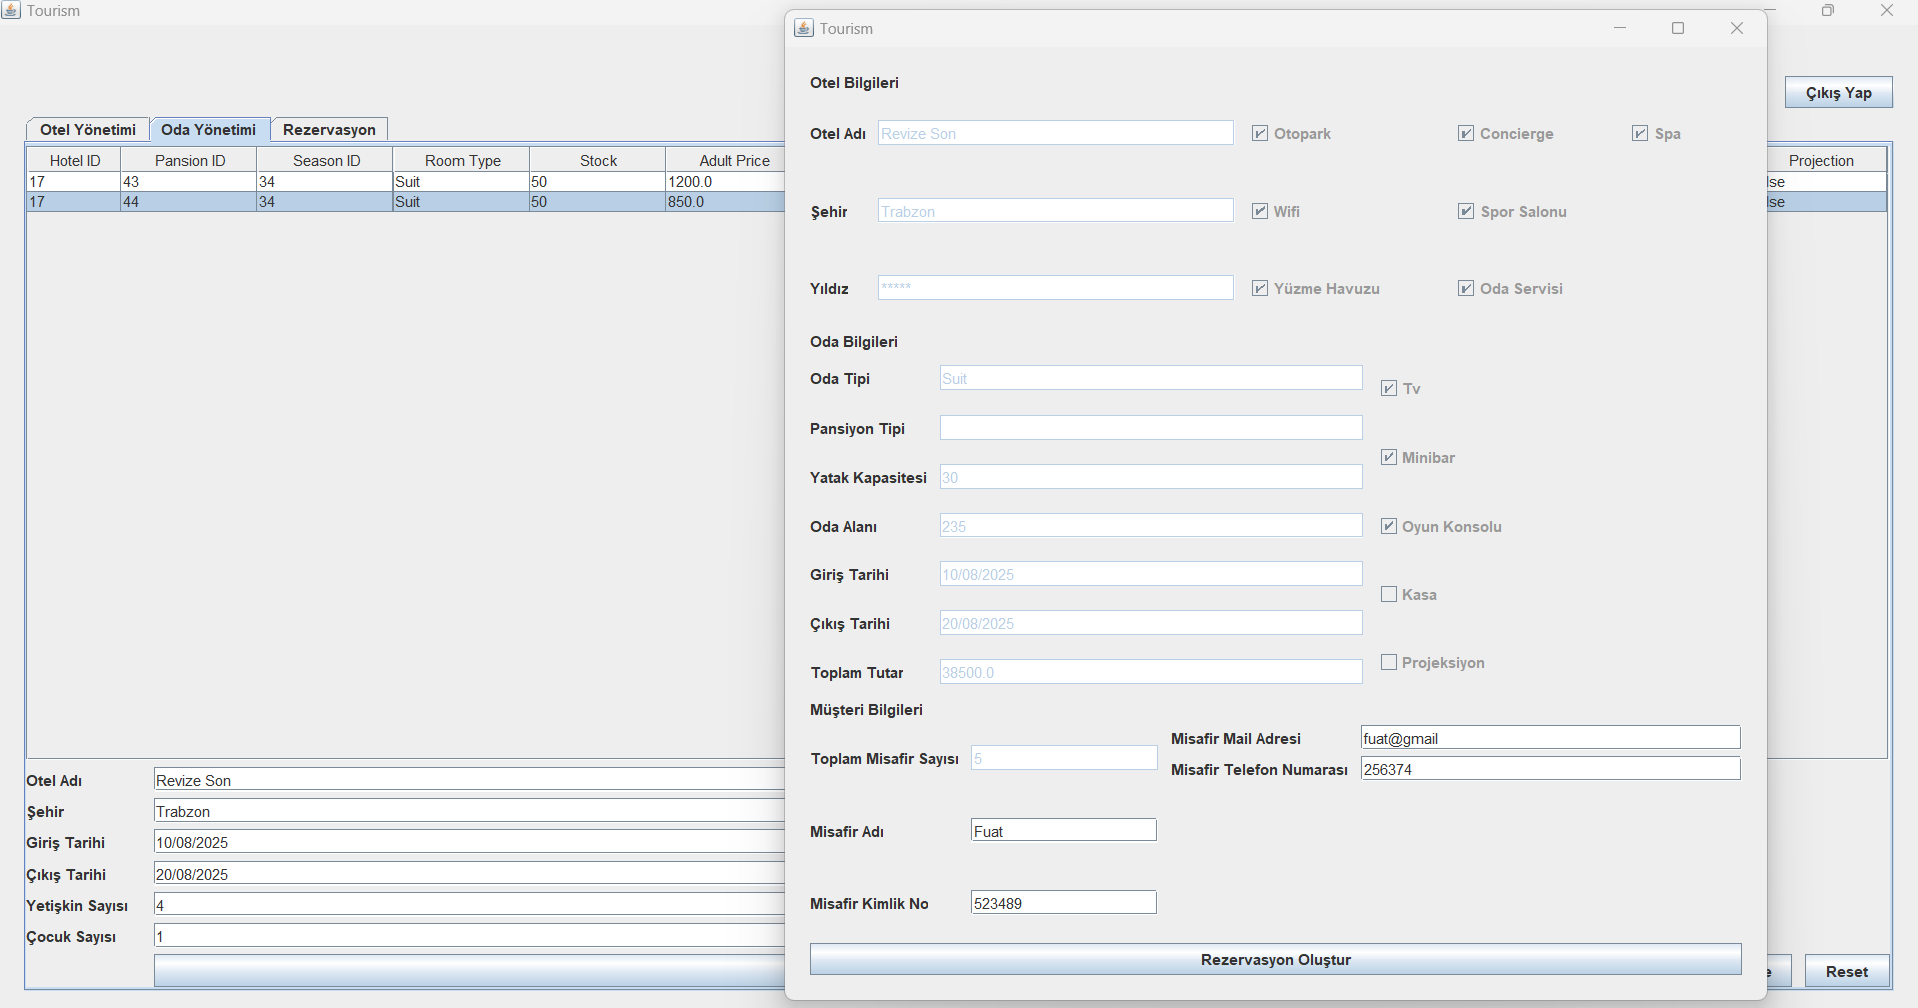 Tourism
Çıkış Yap
Otel Yönetimi Oda Yönetimi Rezervasyon
Hotel ID Pansion ID Season ID Room Type Stock Adult Price Projection
17 43 34 Suit 50 1200.0 lse
17 44 34 Suit 50 850.0 lse
Otel Adı Revize Son
Şehir Trabzon
Giriş Tarihi 10/08/2025
Çıkış Tarihi 20/08/2025
Yetişkin Sayısı 4
Çocuk Sayısı 1
e Reset
Tourism
Otel Bilgileri
Otel Adı Revize Son Otopark Concierge Spa
Şehir Trabzon Wifi Spor Salonu
Yıldız ***** Yüzme Havuzu Oda Servisi
Oda Bilgileri
Oda Tipi Suit Tv
Pansiyon Tipi
Minibar
Yatak Kapasitesi 30
Oda Alanı 235 Oyun Konsolu
Giriş Tarihi 10/08/2025
Kasa
Çıkış Tarihi 20/08/2025
Projeksiyon
Toplam Tutar 38500.0
Müşteri Bilgileri
Misafir Mail Adresi fuat@gmail
Toplam Misafir Sayısı 5
Misafir Telefon Numarası 256374
Misafir Adı Fuat
Misafir Kimlik No 523489
Rezervasyon Oluştur